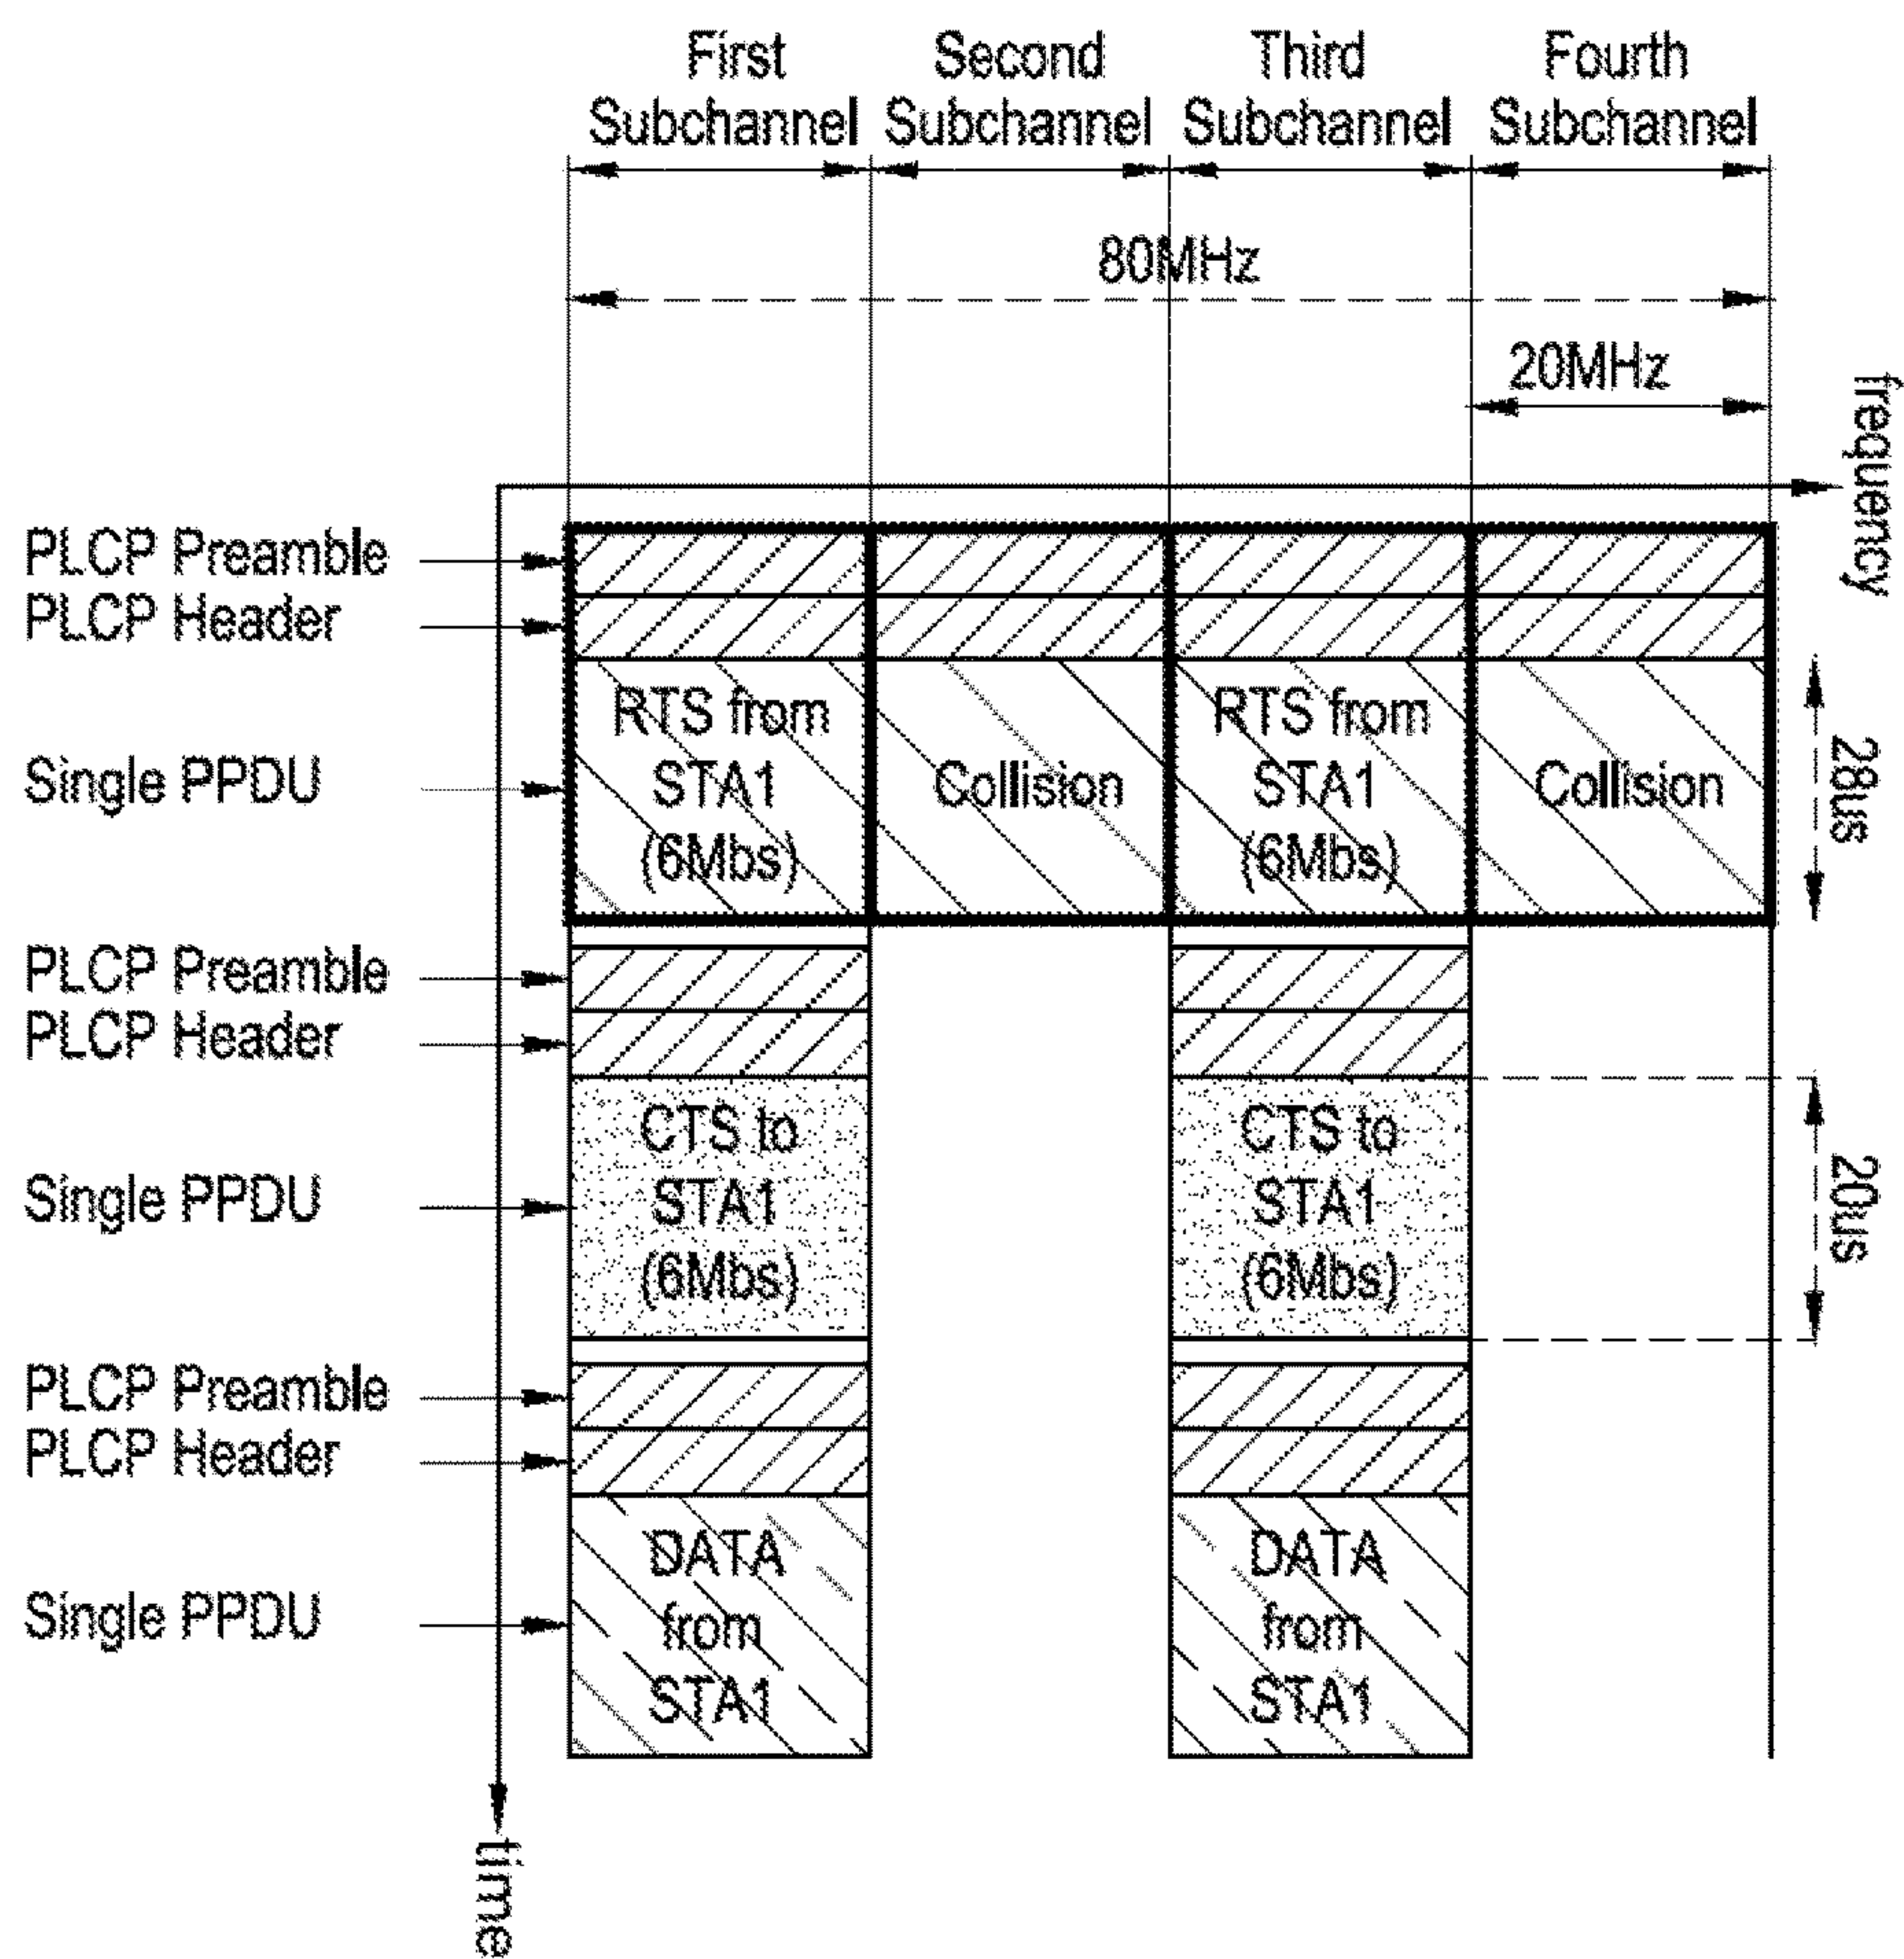 First Subchannel
Second Subchannel
Third Subchannel
Fourth Subchannel
80MHz
20MHz
frequency
PLCP Preamble
PLCP Header
Single PPDU
RTS from
STA1
(6Mbs)
Collision
RTS from
STA1
(6Mbs)
Collision
28us
PLCP Preamble
PLCP Header
Single PPDU
CTS to
STA1
(6Mbs)
CTS to
STA1
(6Mbs)
20us
PLCP Preamble
PLCP Header
Single PPDU
DATA
from
STA1
DATA
from
STA1
time